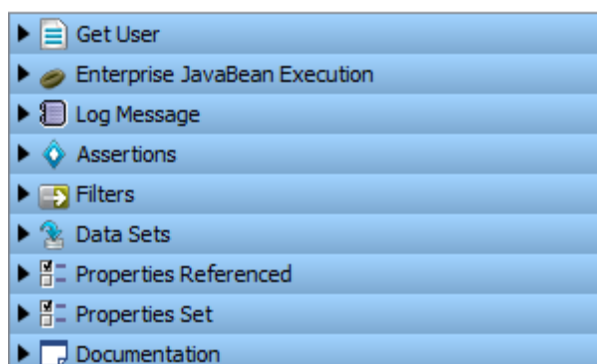 Get User
Enterprise JavaBean Execution
Log Message
Assertions
Filters
Data Sets
Properties Referenced
Properties Set
Documentation